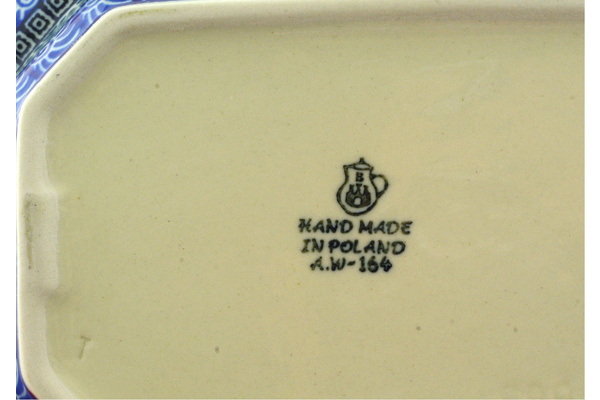 B
HAND MADE
IN POLAND
A.W-164
T